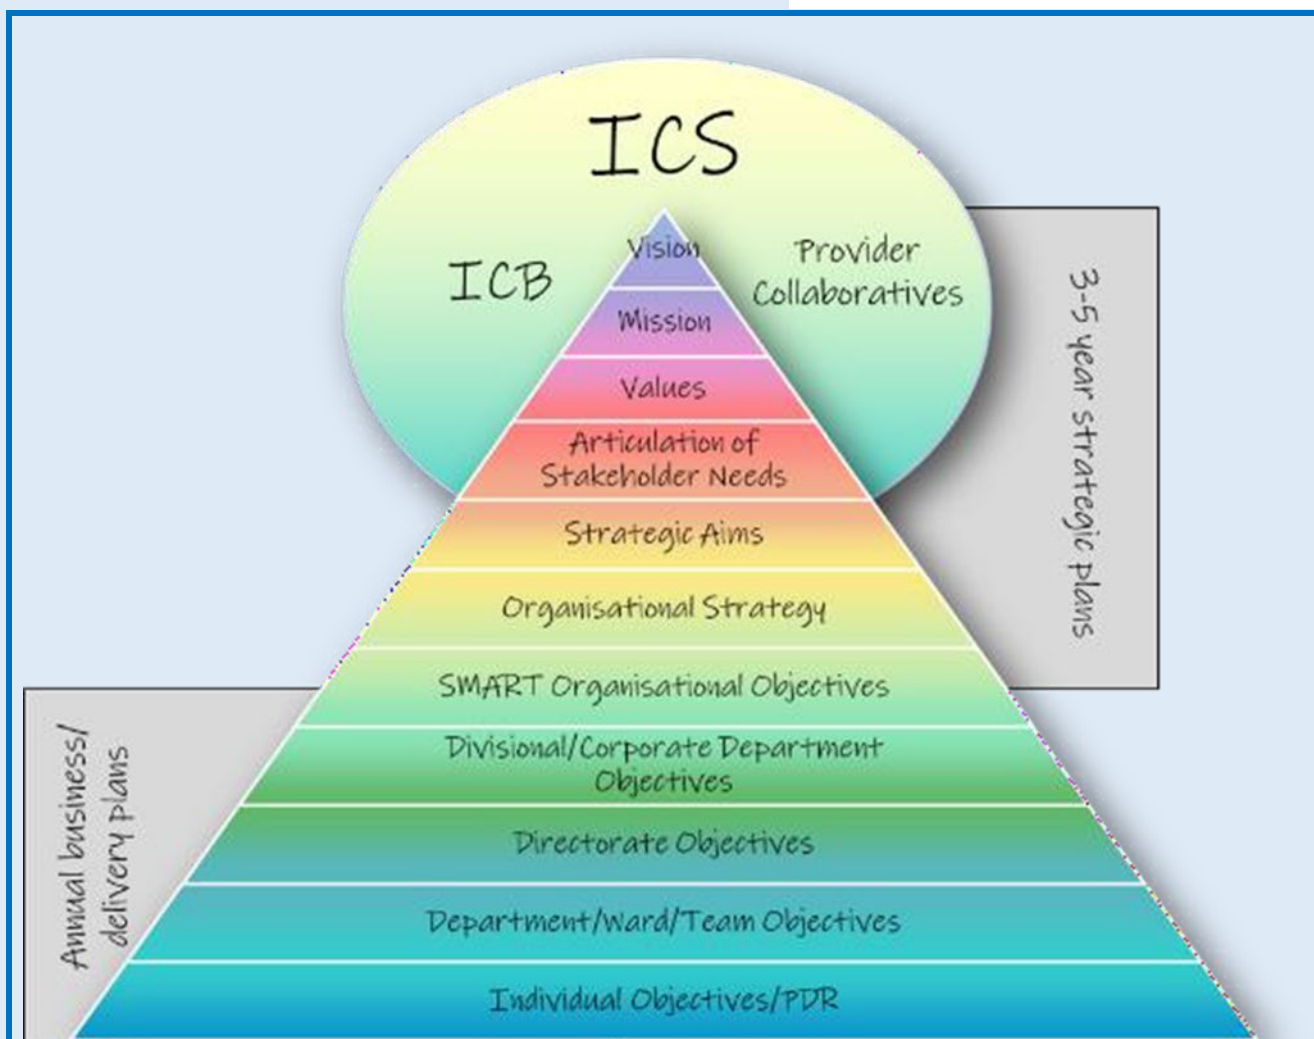 ICS
ICB
Provider
Collaboratives
Vision
Mission
Values
Articulation of
Stakeholder Needs
Strategic Aims
Organisational Strategy
SMART Organisational Objectives
Divisional/Corporate Department
Objectives
Directorate Objectives
Department/Ward/Team Objectives
Individual Objectives/PDR
3-5 year strategic plans
Annual business/
delivery plans